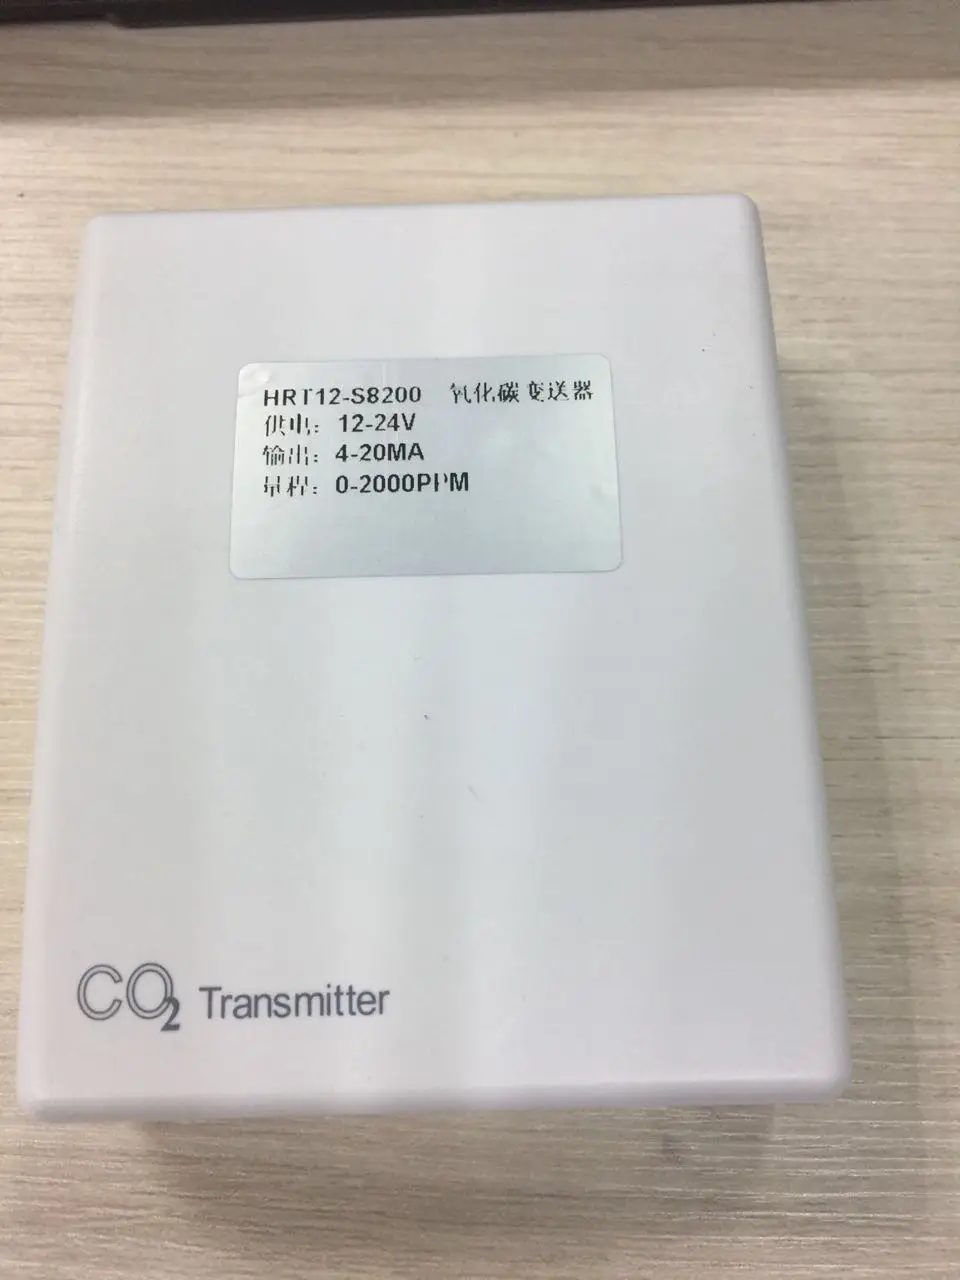 HRT12-S8200 氧化碳变送器
供电：12-24V
输出：4-20MA
量程：0-2000PPM
CO2 Transmitter